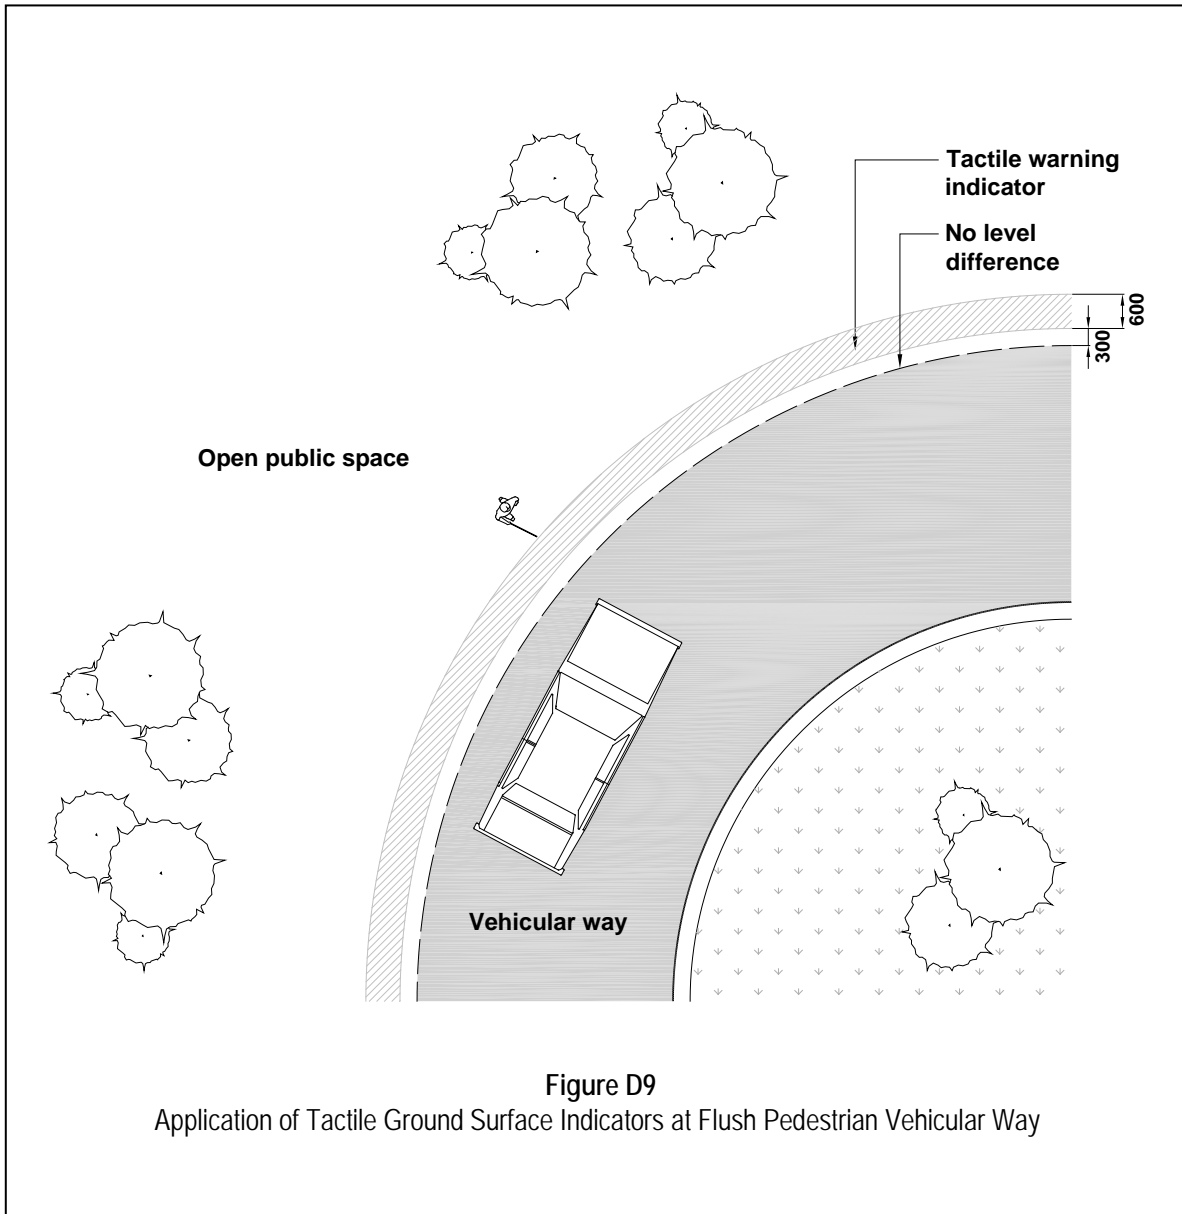 Tactile warning
indicator
No level
difference
600
300
Open public space
Vehicular way
Figure D9
Application of Tactile Ground Surface Indicators at Flush Pedestrian Vehicular Way